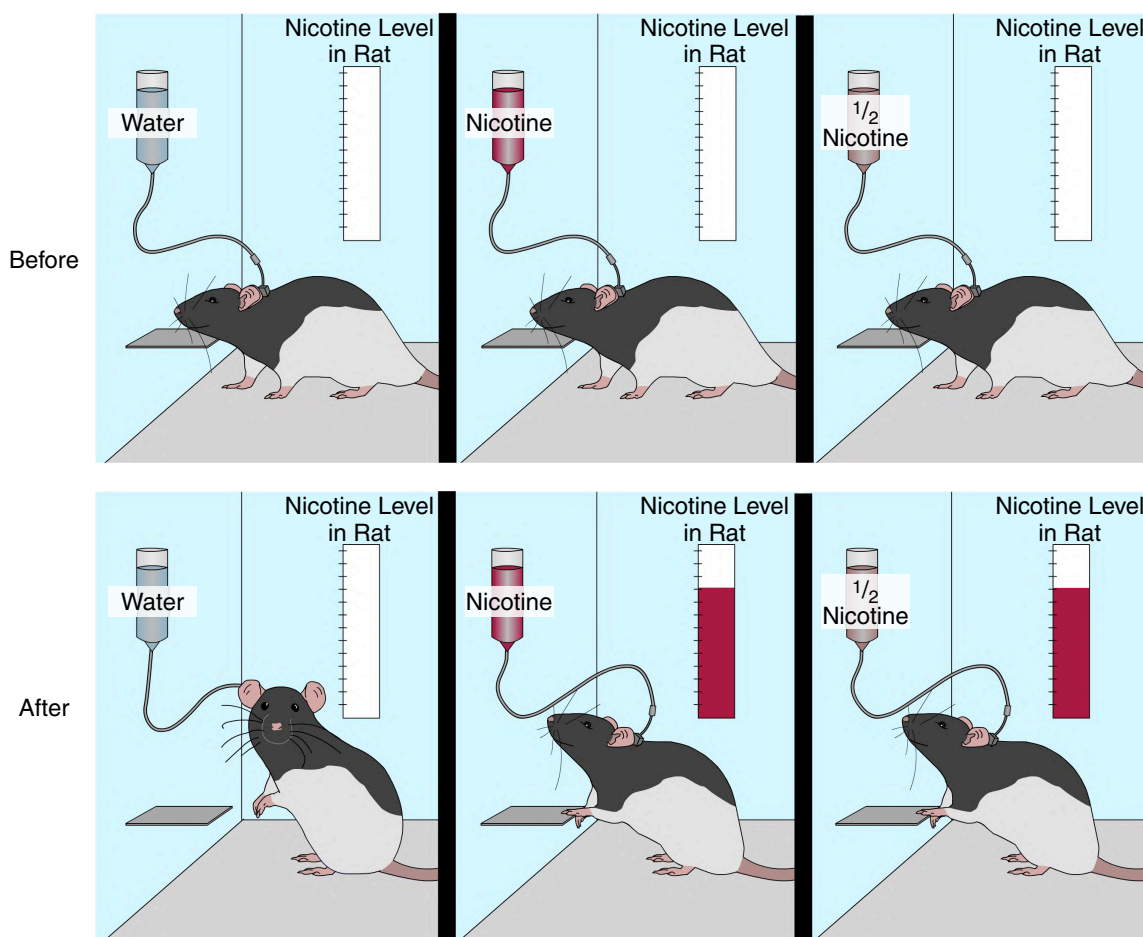 Nicotine Level
in Rat
Water
Nicotine Level
in Rat
Nicotine
Nicotine Level
in Rat
1/2
Nicotine
Before
Nicotine Level
in Rat
Water
Nicotine Level
in Rat
Nicotine
Nicotine Level
in Rat
1/2
Nicotine
After